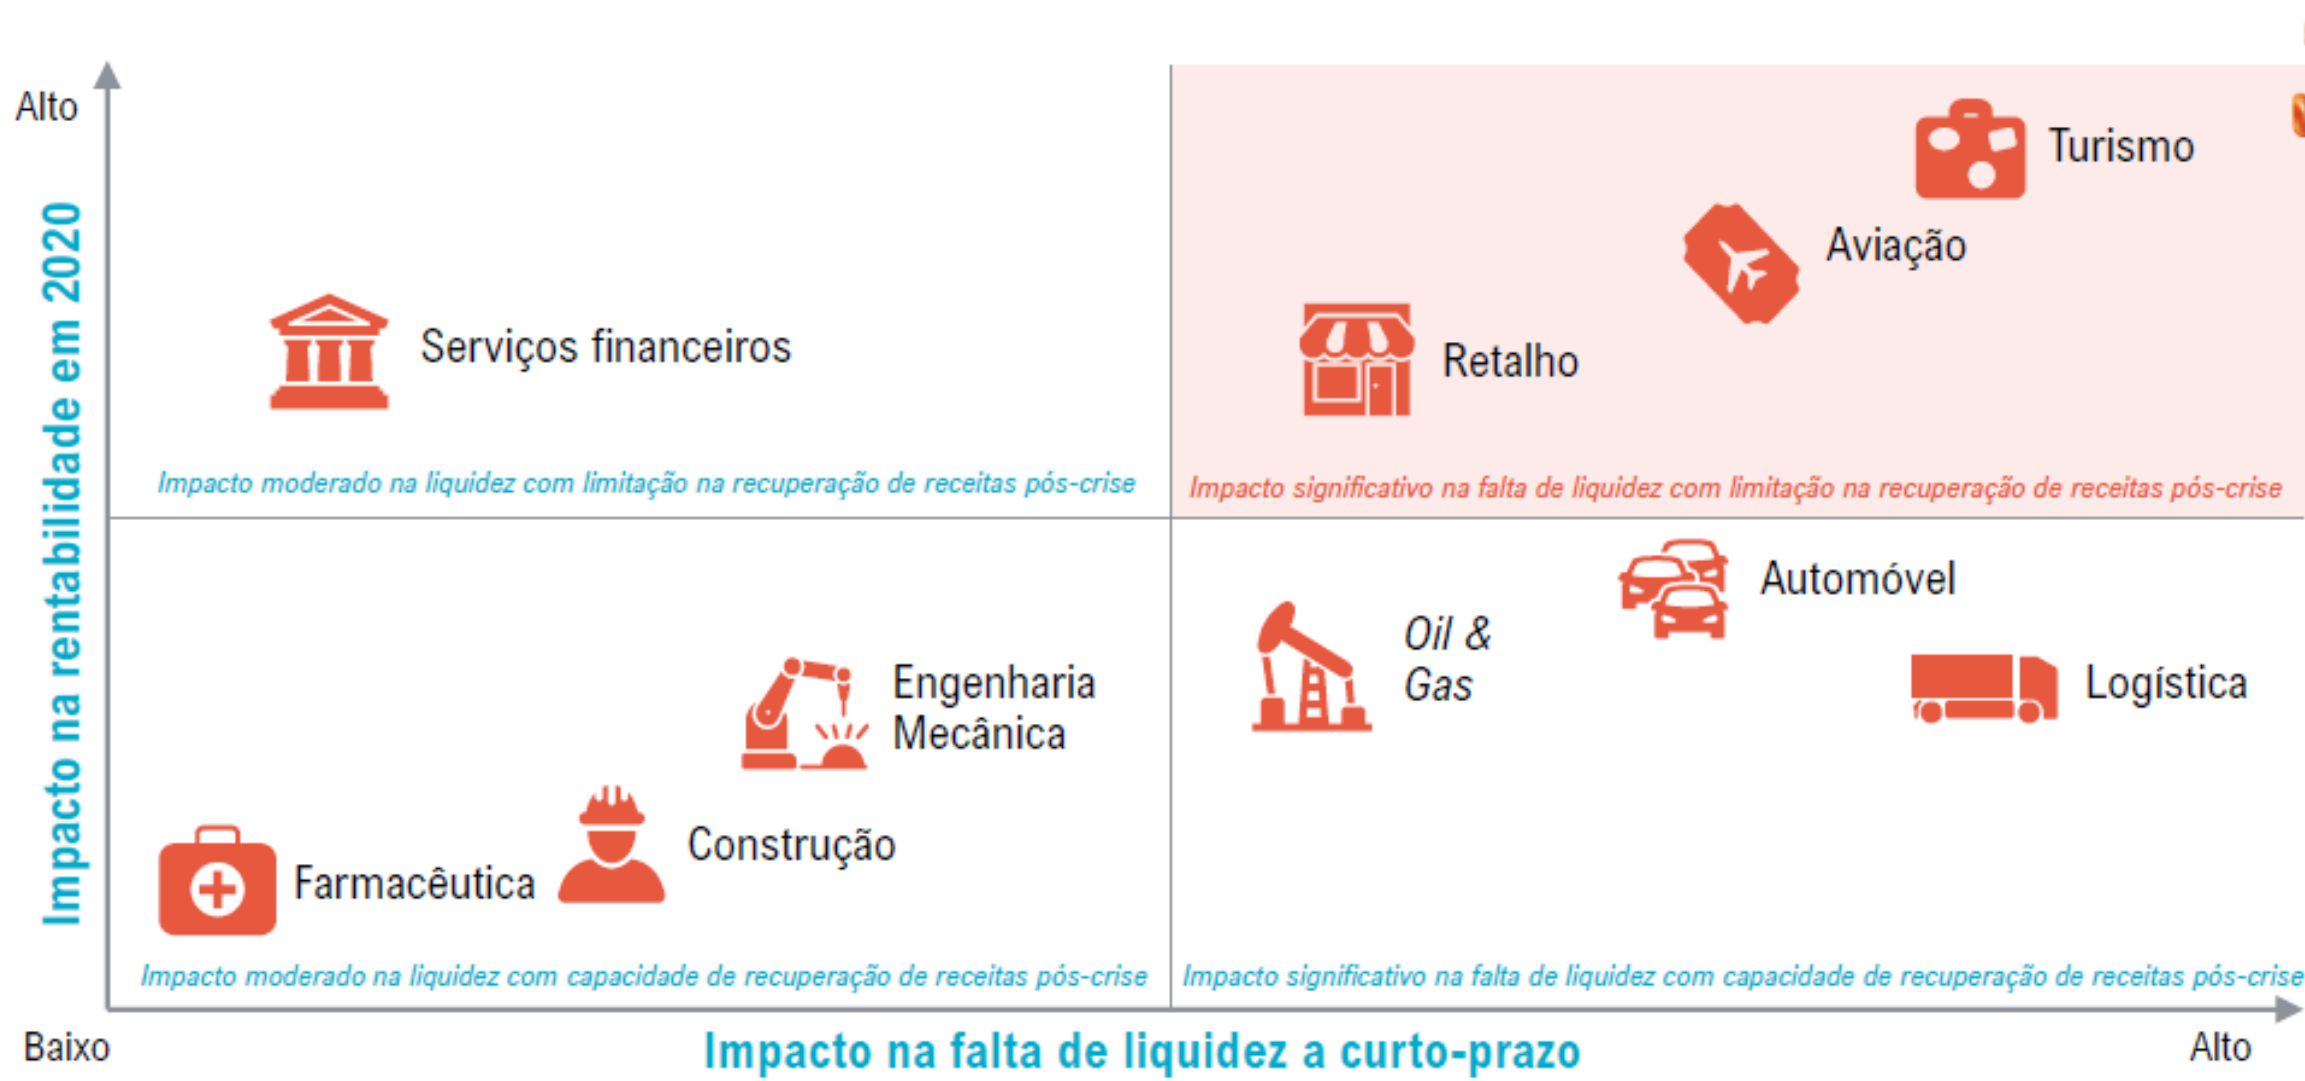 Alto
Impacto na rentabilidade em 2020
Turismo
Aviação
Serviços financeiros
Retalho
Impacto moderado na liquidez com limitação na recuperação de receitas pós-crise
Impacto significativo na falta de liquidez com limitação na recuperação de receitas pós-crise
Automóvel
Oil &
Gas
Logística
Engenharia
Mecânica
Construção
Farmacêutica
Impacto moderado na liquidez com capacidade de recuperação de receitas pós-crise
Impacto significativo na falta de liquidez com capacidade de recuperação de receitas pós-crise
Baixo
Impacto na falta de liquidez a curto-prazo
Alto